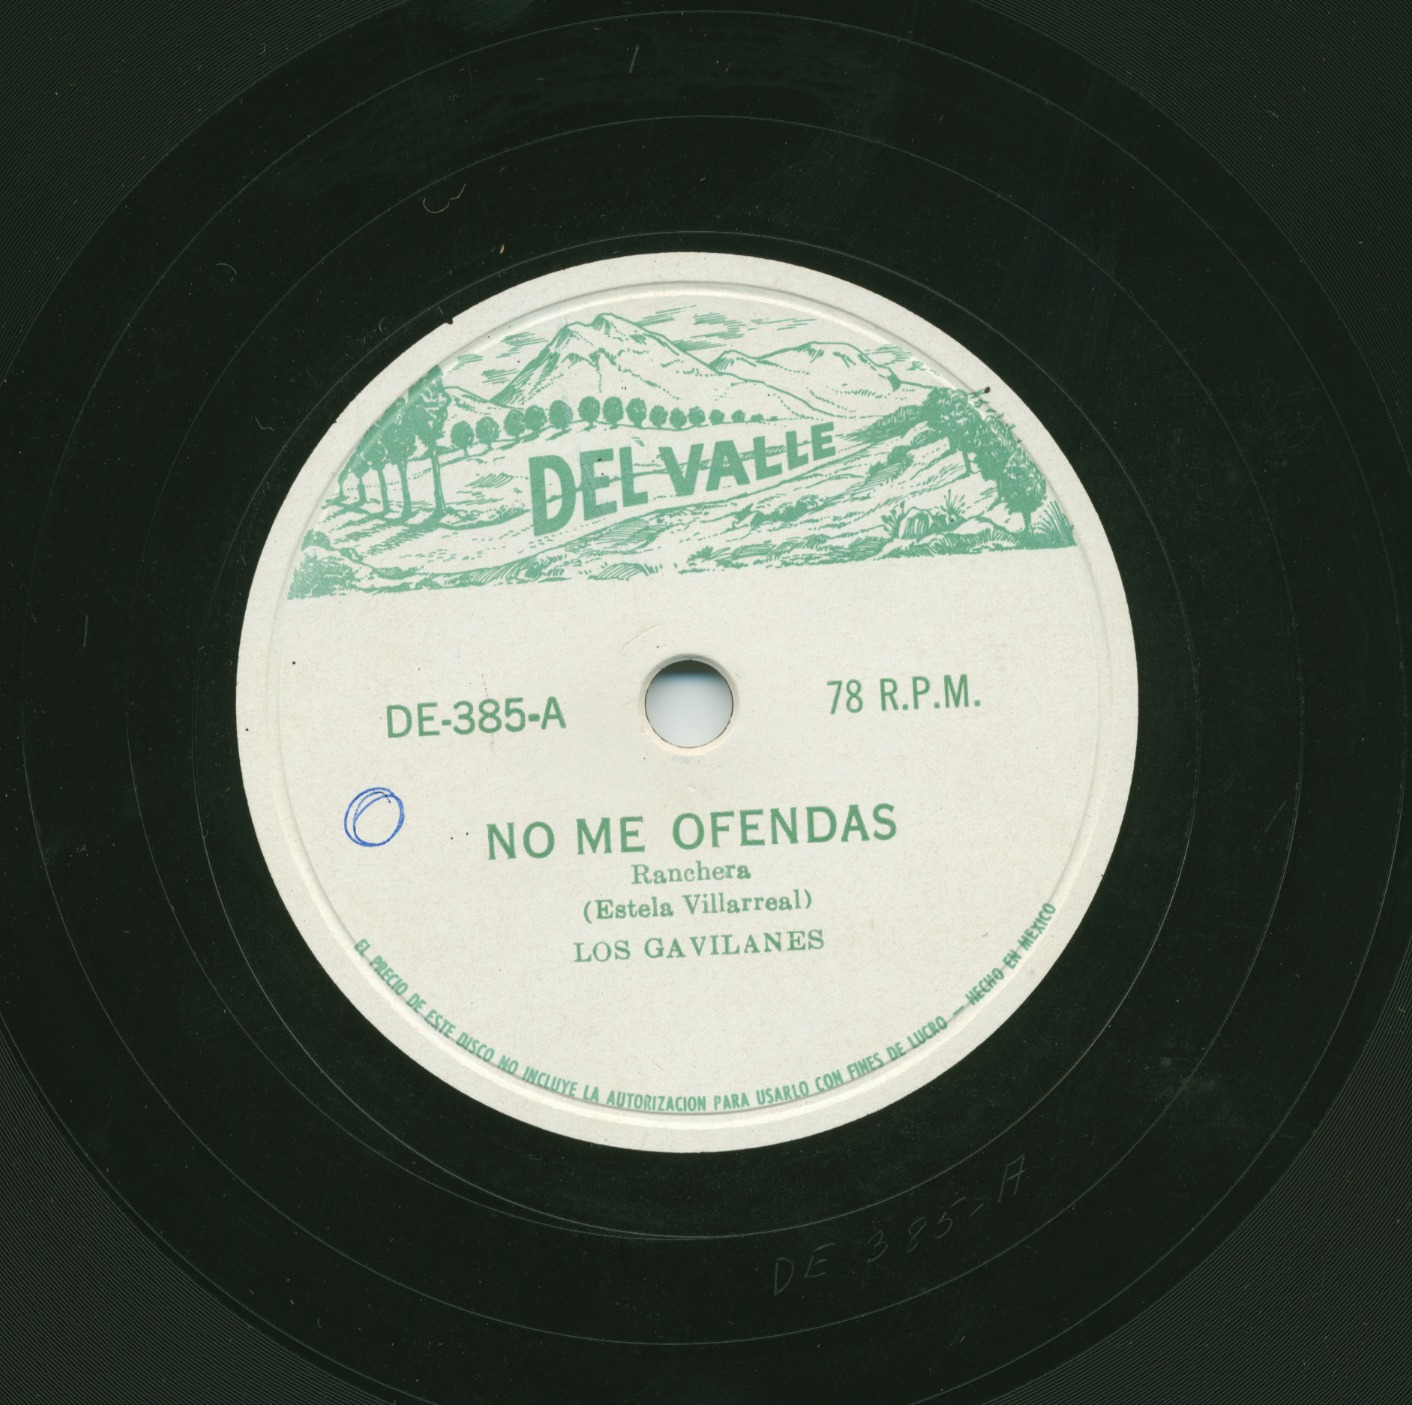 DEL VALLE
DE-385-A
78 R.P.M.
NO ME OFENDAS
Ranchera
(Estela Villarreal)
LOS GAVILANES
EL PRECIO DE ESTE DISCO NO INCLUYE LA AUTORIZACION PARA USARLO CON FINES DE LUCRO — HECHO EN MEXICO
DE 385-A